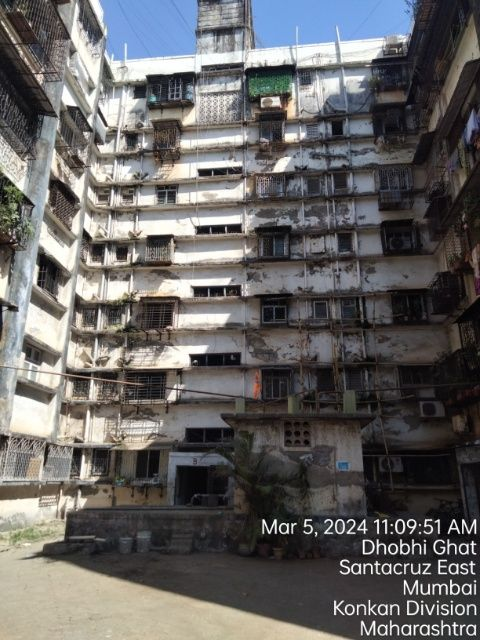 B
Mar 5, 2024 11:09:51 AM
Dhobhi Ghat
Santacruz East
Mumbai
Konkan Division
Maharashtra